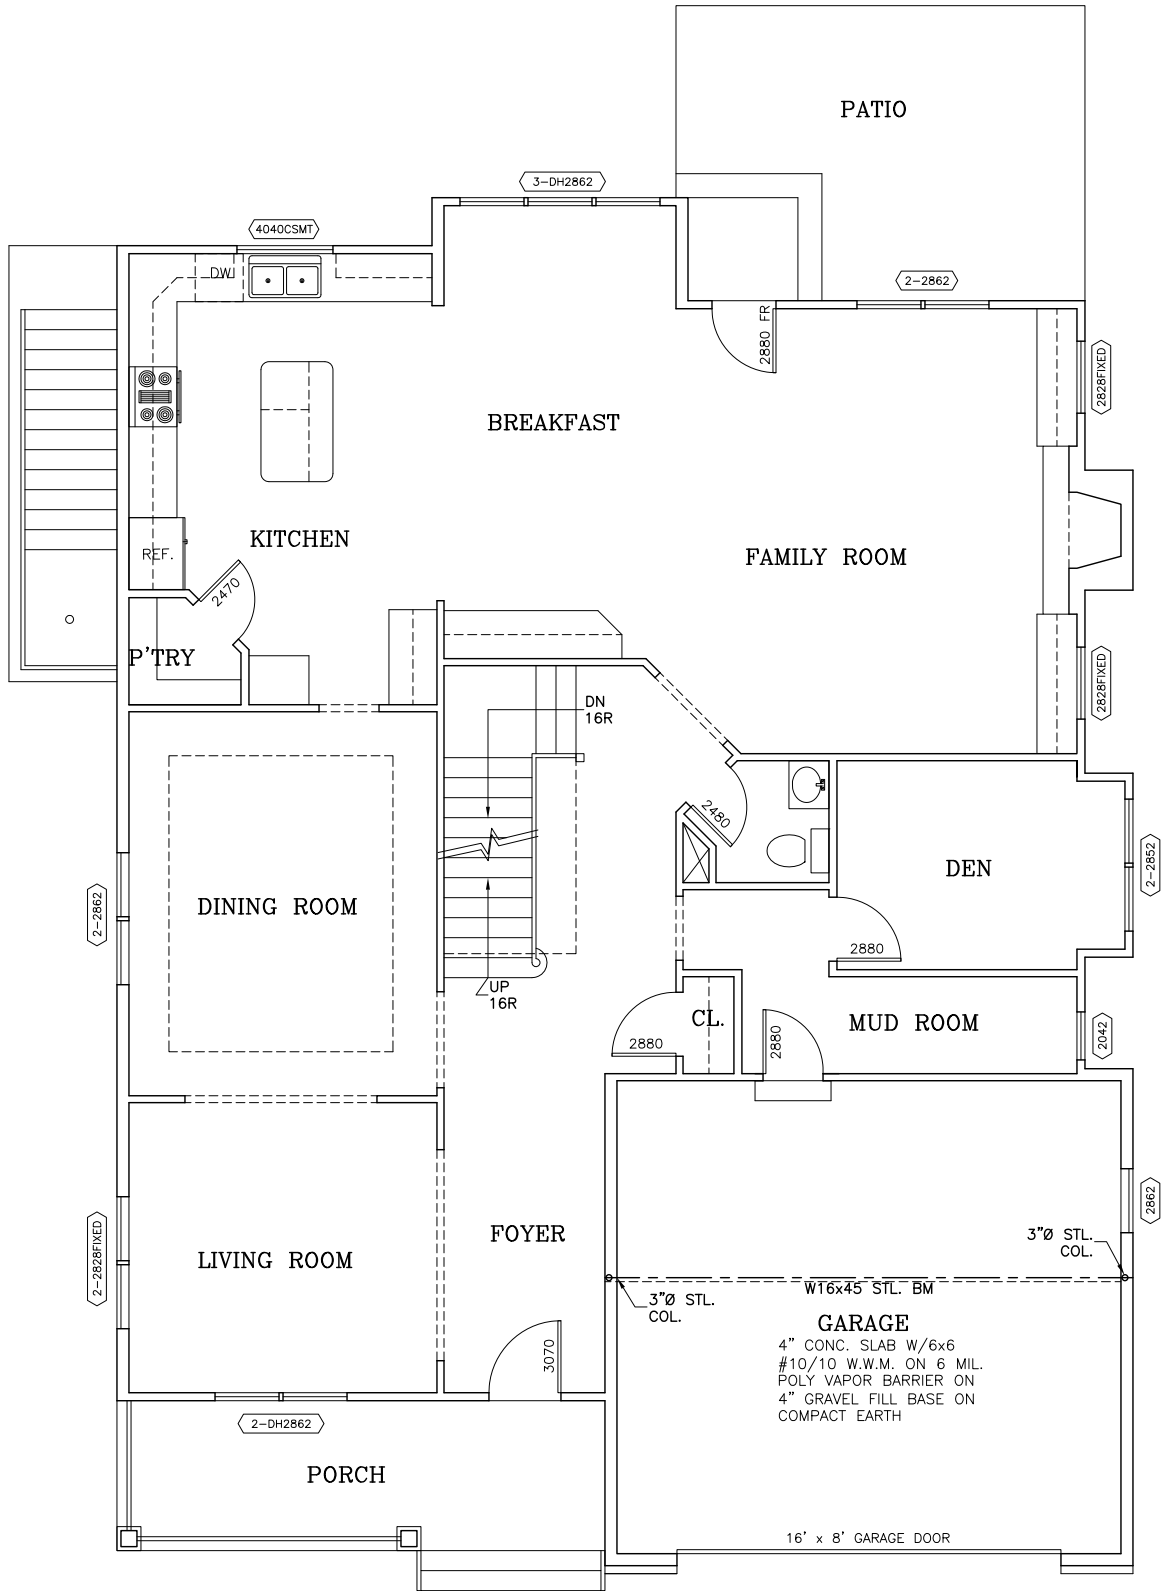 PATIO
3-DH2862
4040CSMT
DW
2-2862
2880 FR
2828FIXED
BREAKFAST
KITCHEN
REF.
2470
FAMILY ROOM
P'TRY
2828FIXED
DN
16R
2480
DEN
2-2852
2-2862
DINING ROOM
2880
UP
16R
CL.
2880
2880
MUD ROOM
2042
2862
FOYER
2-2828FIXED
LIVING ROOM
3"Ø STL.
COL.
W16x45 STL. BM
3"Ø STL.
COL.
GARAGE
4" CONC. SLAB W/6x6
#10/10 W.W.M. ON 6 MIL.
POLY VAPOR BARRIER ON
4" GRAVEL FILL BASE ON
COMPACT EARTH
3070
2-DH2862
PORCH
16' x 8' GARAGE DOOR